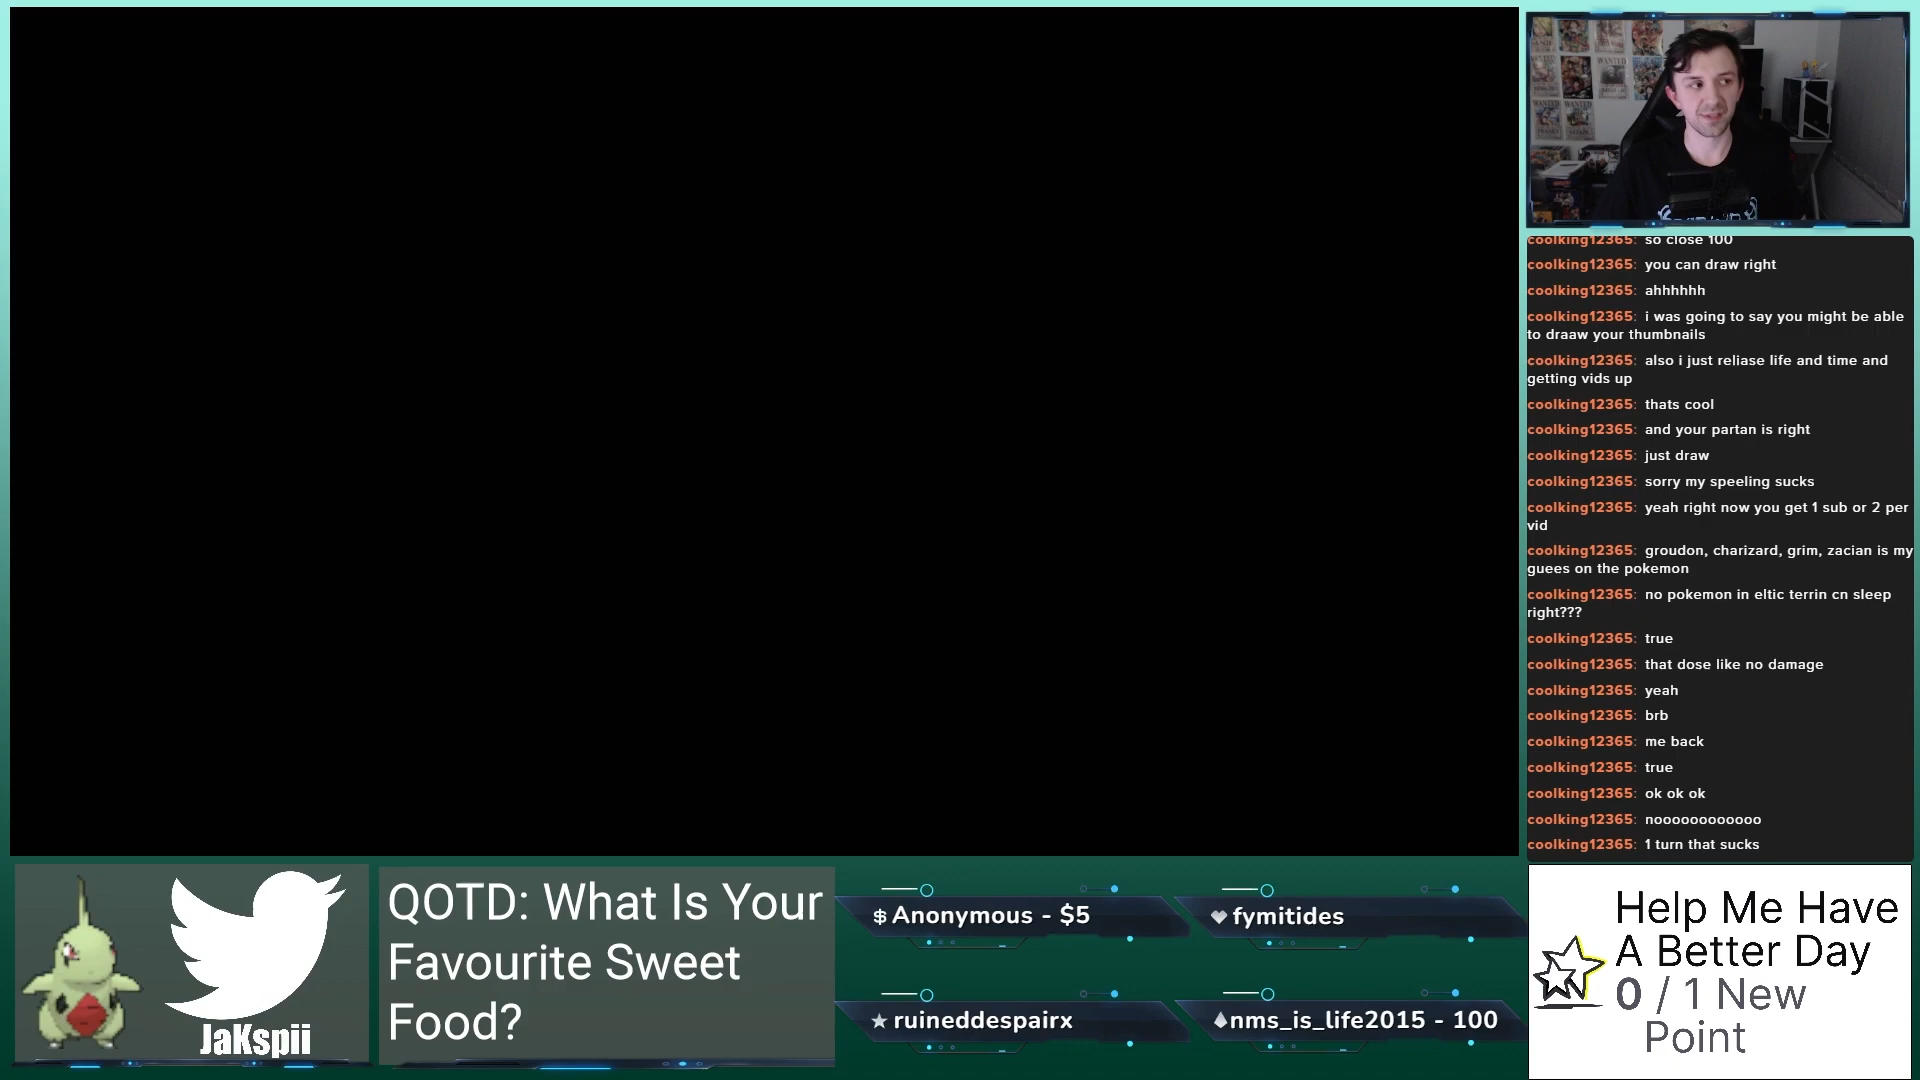 WANTED
WANTED
WANTED
coolking12365: so close 100
coolking12365: you can draw right
coolking12365: ahhhhhh
coolking12365: i was going to say you might be able
to draaw your thumbnails
coolking12365: also i just reliase life and time and
getting vids up
coolking12365: thats cool
coolking12365: and your partan is right
coolking12365: just draw
coolking12365: sorry my speeling sucks
coolking12365: yeah right now you get 1 sub or 2 per
vid
coolking12365: groudon, charizard, grim, zacian is my
guees on the pokemon
coolking12365: no pokemon in eltic terrin cn sleep
right???
coolking12365: true
coolking12365: that dose like no damage
coolking12365: yeah
coolking12365: brb
coolking12365: me back
coolking12365: true
coolking12365: ok ok ok
coolking12365: noooooooooooo
coolking12365: 1 turn that sucks
JaKspii
QOTD: What Is Your
Favourite Sweet
Food?
$ Anonymous - $5
fymitides
ruineddespairx
nms_is_life2015 - 100
Help Me Have
A Better Day
0 / 1 New
Point